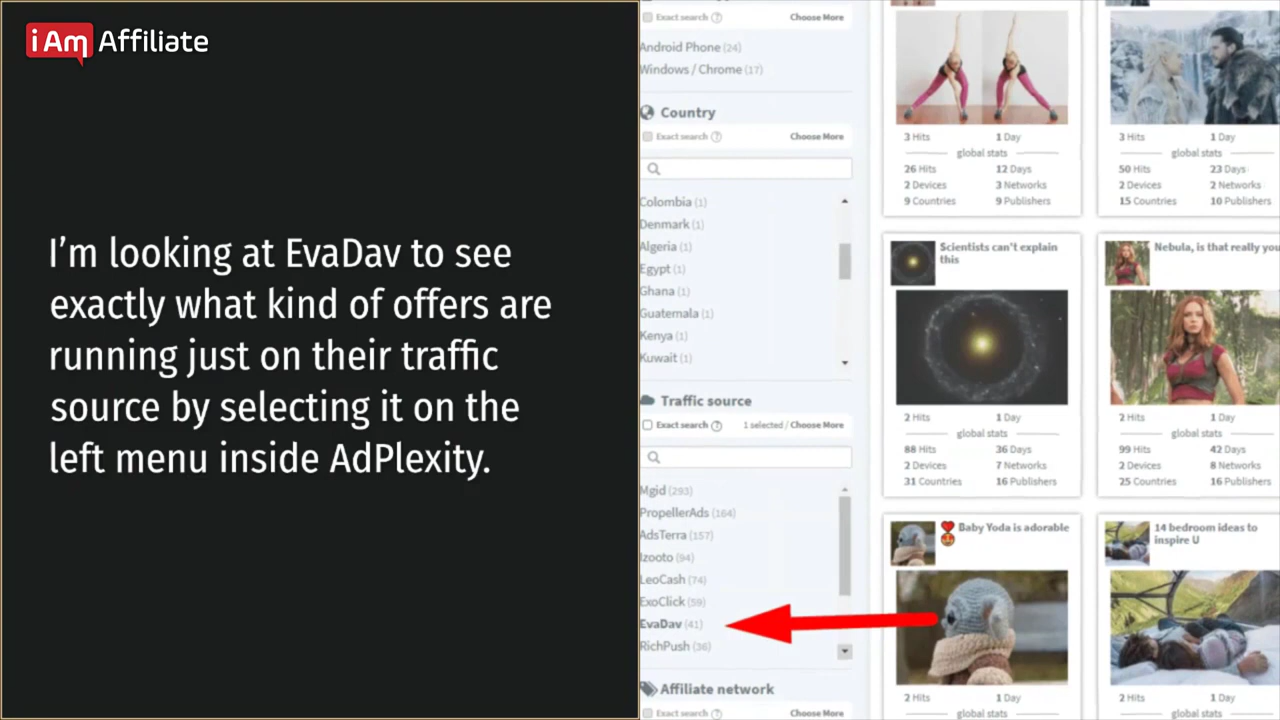 i Am Affiliate
I'm looking at EvaDav to see
exactly what kind of offers are
running just on their traffic
source by selecting it on the
left menu inside AdPlexity.
Exact search ? Choose More
Android Phone (24)
Windows / Chrome (17)
Country
Exact search ? Choose More
Colombia (1)
Denmark (1)
Algeria (1)
Egypt (1)
Ghana (1)
Guatemala (1)
Kenya (1)
Kuwait (1)
Traffic source
Exact search ? 1 selected / Choose More
Mgid (293)
PropellerAds (164)
AdsTerra (157)
Izooto (94)
LeoCash (74)
ExoClick (59)
EvaDav (41)
RichPush (36)
Affiliate network
Exact search ? Choose More
3 Hits 1 Day
global stats
26 Hits 12 Days
2 Devices 3 Networks
9 Countries 9 Publishers
3 Hits 1 Day
global stats
50 Hits 23 Days
2 Devices 2 Networks
15 Countries 10 Publishers
Scientists can't explain
this
2 Hits 1 Day
global stats
88 Hits 36 Days
2 Devices 7 Networks
31 Countries 16 Publishers
Nebula, is that really you
2 Hits 1 Day
global stats
99 Hits 42 Days
2 Devices 8 Networks
25 Countries 16 Publishers
Baby Yoda is adorable
2 Hits 1 Day
global stats
14 bedroom ideas to
inspire U
2 Hits 1 Day
global stats